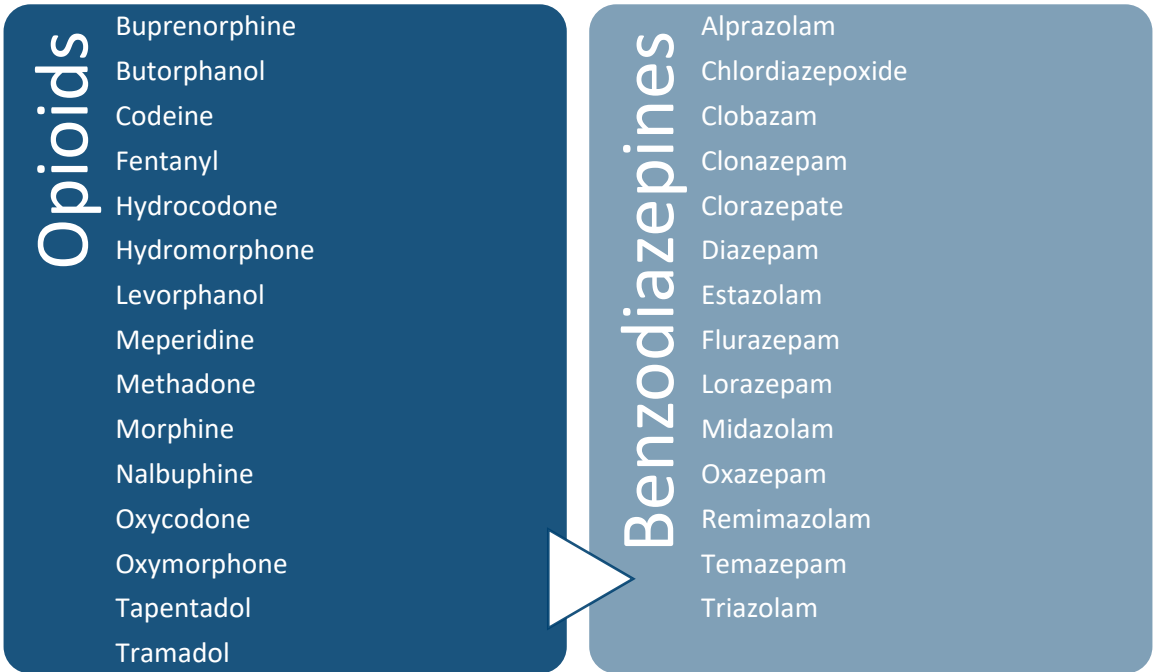 Opioids
Buprenorphine
Butorphanol
Codeine
Fentanyl
Hydrocodone
Hydromorphone
Levorphanol
Meperidine
Methadone
Morphine
Nalbuphine
Oxycodone
Oxymorphone
Tapentadol
Tramadol
Benzodiazepines
Alprazolam
Chlordiazepoxide
Clobazam
Clonazepam
Clorazepate
Diazepam
Estazolam
Flurazepam
Lorazepam
Midazolam
Oxazepam
Remimazolam
Temazepam
Triazolam